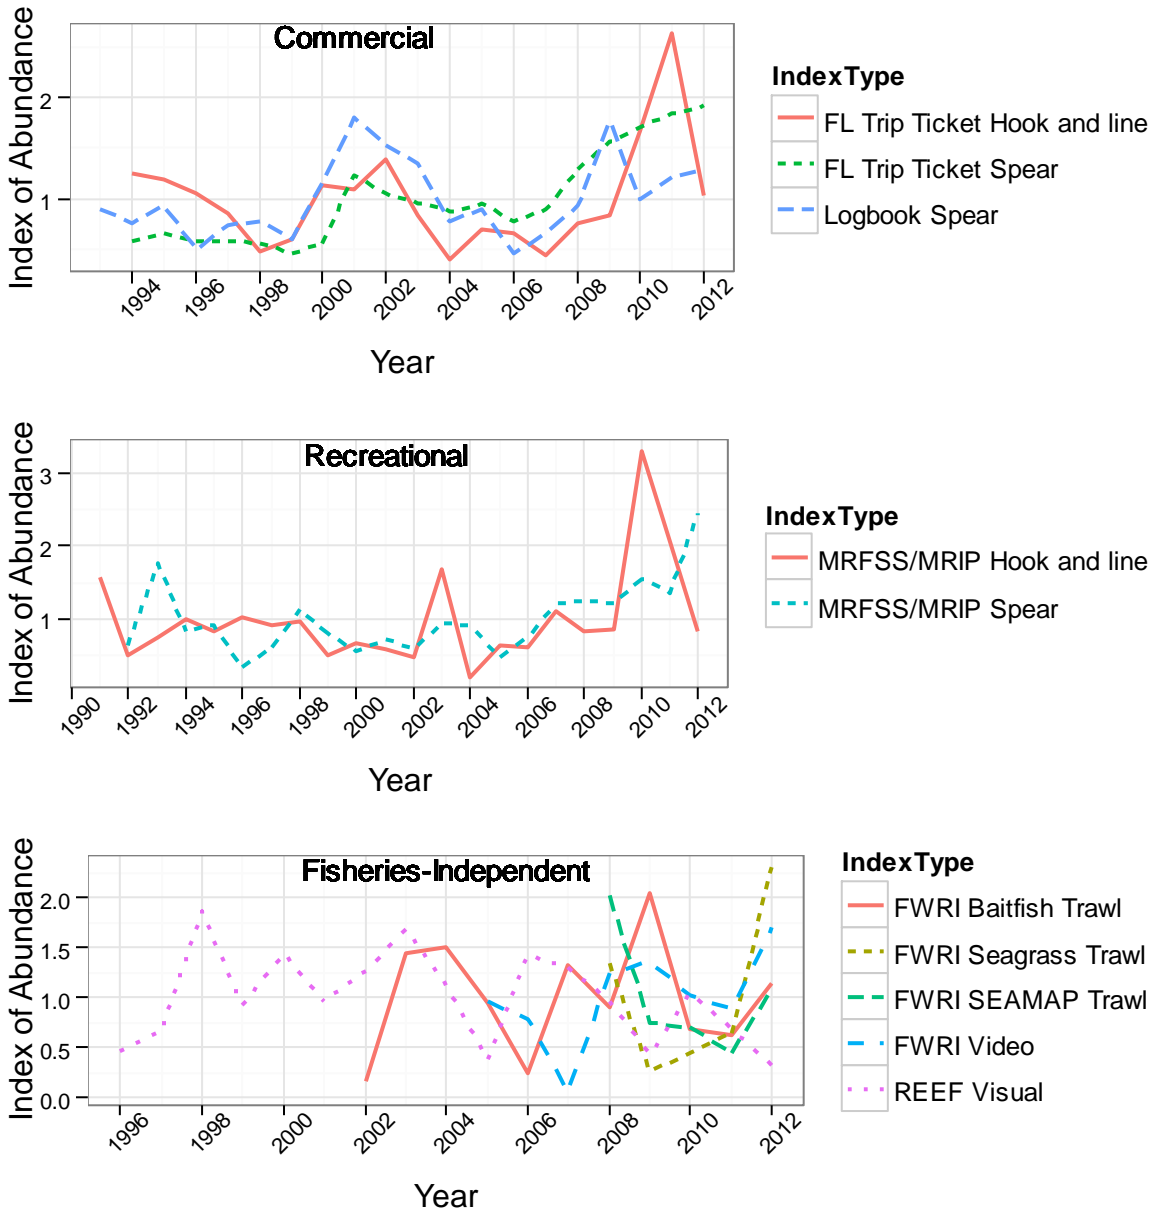 Commercial
Index of Abundance
2
1
1994 1996 1998 2000 2002 2004 2006 2008 2010 2012
Year
IndexType
FL Trip Ticket Hook and line
FL Trip Ticket Spear
Logbook Spear
Recreational
Index of Abundance
3
2
1
1990 1992 1994 1996 1998 2000 2002 2004 2006 2008 2010 2012
Year
IndexType
MRFSS/MRIP Hook and line
MRFSS/MRIP Spear
Fisheries-Independent
Index of Abundance
2.0
1.5
1.0
0.5
0.0
1996 1998 2000 2002 2004 2006 2008 2010 2012
Year
IndexType
FWRI Baitfish Trawl
FWRI Seagrass Trawl
FWRI SEAMAP Trawl
FWRI Video
REEF Visual